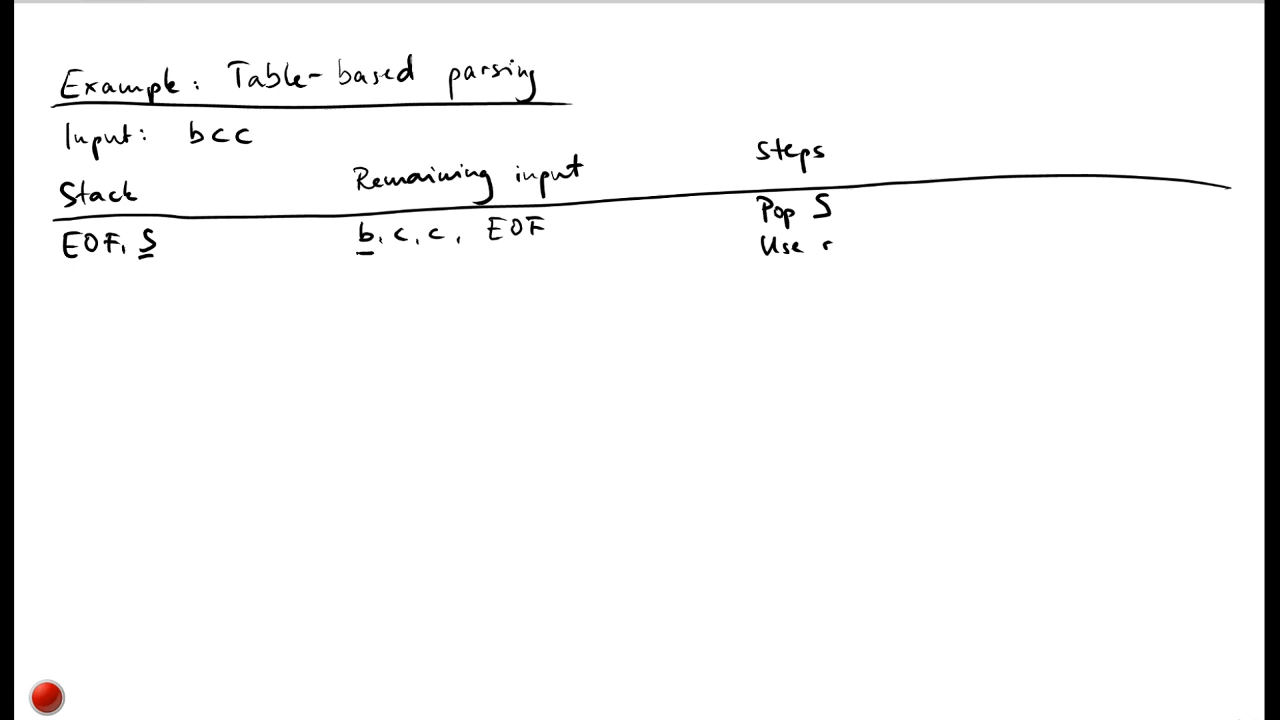 Example: Table-based parsing
Input: bcc
Stack Remaining input Steps
EOF, S b, c, c, EOF Pop S
Use